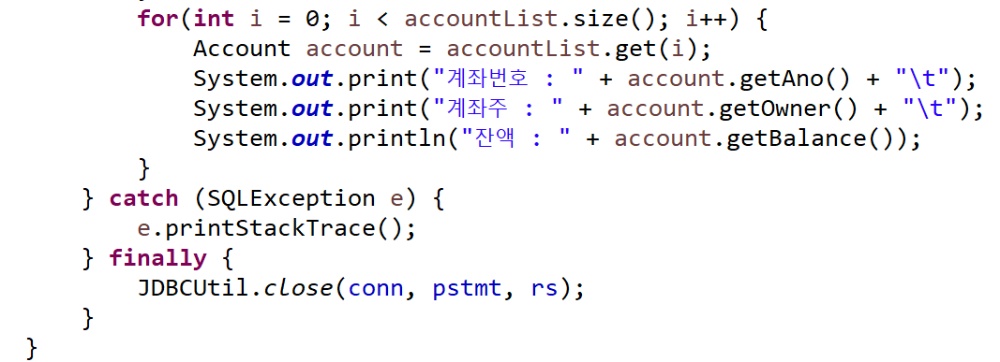 for(int i = 0; i < accountList.size(); i++) {
Account account = accountList.get(i);
System.out.print("계좌번호 : " + account.getAno() + "\t");
System.out.print("계좌주 : " + account.getOwner() + "\t");
System.out.println("잔액 : " + account.getBalance());
}
} catch (SQLException e) {
e.printStackTrace();
} finally {
JDBCUtil.close(conn, pstmt, rs);
}
}